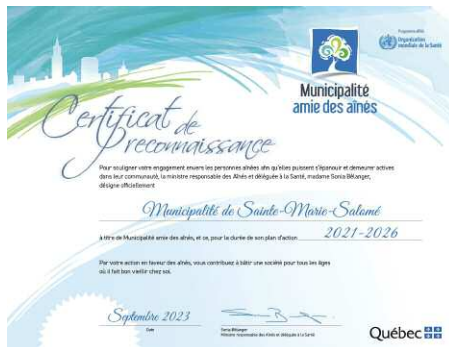 Organisation
mondiale de la Santé
Municipalité
amie des aînés
Certificat de
reconnaissance
Pour souligner votre engagement envers les personnes aînées afin qu'elles puissent s'épanouir et demeurer actives
dans leur communauté, la ministre responsable des Aînés et déléguée à la Santé, madame Sonia Bélanger,
désigne officiellement
Municipalité de Sainte-Marie-Salomé
à titre de Municipalité amie des aînés, et ce, pour la durée de son plan d'action 2021-2026
Par votre action en faveur des aînés, vous contribuez à bâtir une société pour tous les âges
où il fait bon vieillir chez soi.
Septembre 2023
Date
Sonia Bélanger
Ministre responsable des Aînés et déléguée à la Santé
Québec